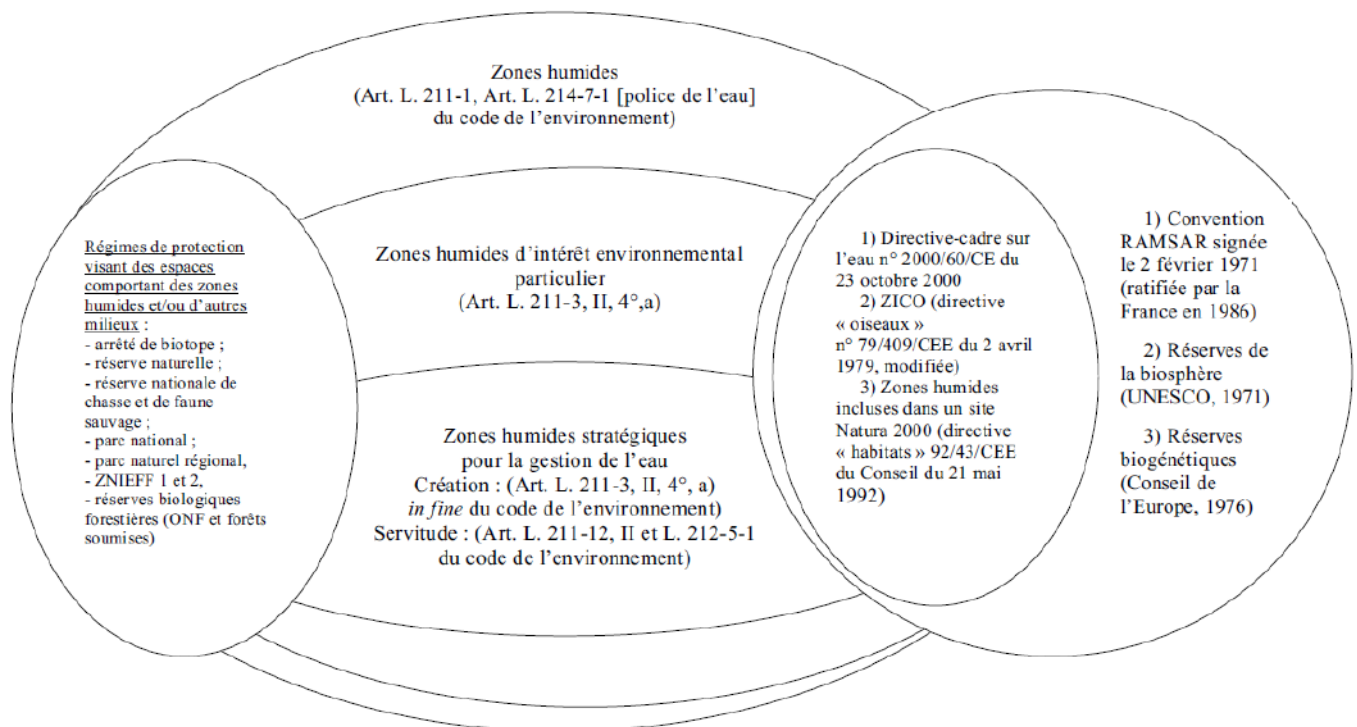 Zones humides
(Art. L. 211-1, Art. L. 214-7-1 [police de l'eau]
du code de l'environnement)
Régimes de protection
visant des espaces
comportant des zones
humides et/ou d'autres
milieux :
- arrêté de biotope ;
- réserve naturelle ;
- réserve nationale de
chasse et de faune
sauvage ;
- parc national ;
- parc naturel régional,
- ZNIEFF 1 et 2,
- réserves biologiques
forestières (ONF et forêts
soumises)
Zones humides d'intérêt environnemental
particulier
(Art. L. 211-3, II, 4°,a)
Zones humides stratégiques
pour la gestion de l'eau
Création : (Art. L. 211-3, II, 4°, a)
in fine du code de l'environnement)
Servitude : (Art. L. 211-12, II et L. 212-5-1
du code de l'environnement)
1) Directive-cadre sur
l'eau n° 2000/60/CE du
23 octobre 2000
2) ZICO (directive
« oiseaux »
n° 79/409/CEE du 2 avril
1979, modifiée)
3) Zones humides
incluses dans un site
Natura 2000 (directive
« habitats » 92/43/CEE
du Conseil du 21 mai
1992)
1) Convention
RAMSAR signée
le 2 février 1971
(ratifiée par la
France en 1986)
2) Réserves de
la biosphère
(UNESCO, 1971)
3) Réserves
biogénétiques
(Conseil de
l'Europe, 1976)